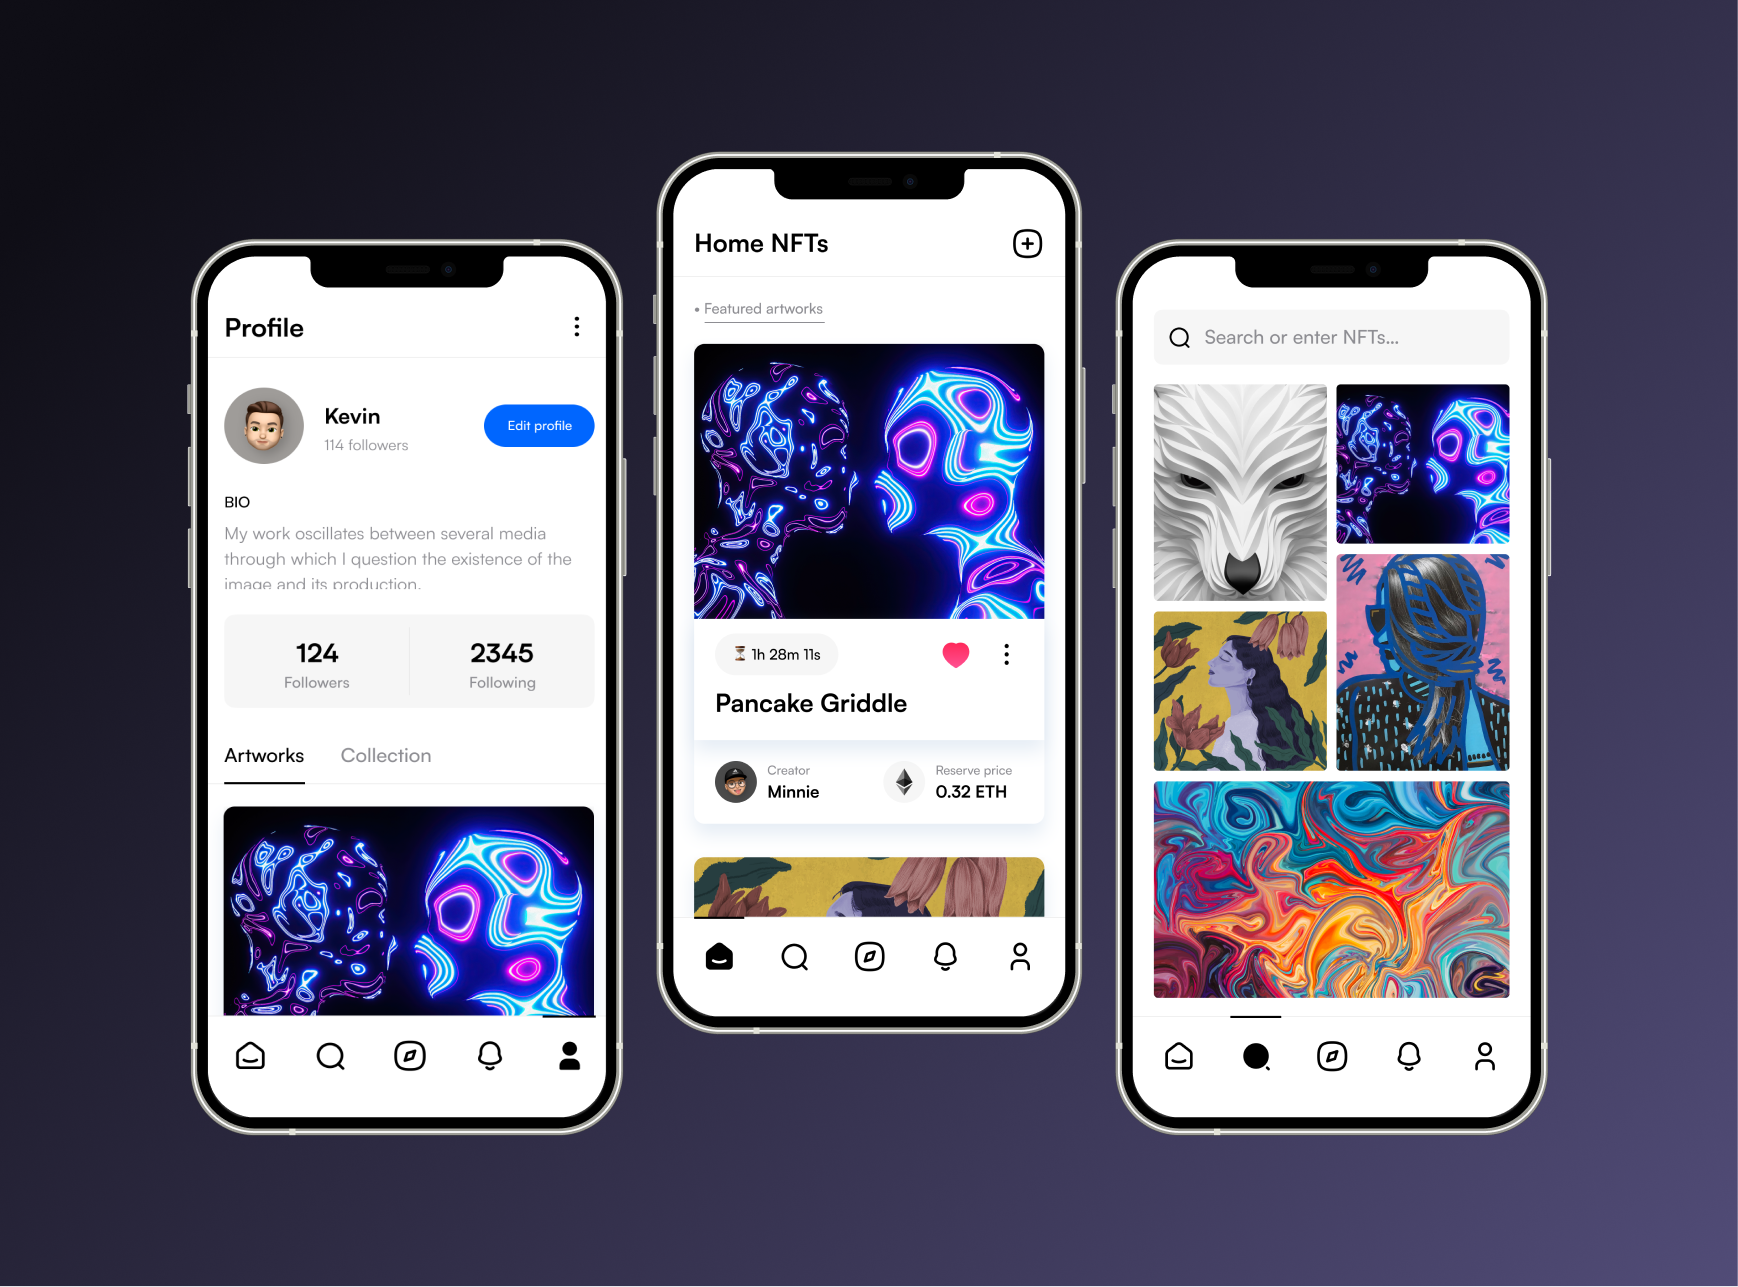 Profile
Kevin
114 followers
Edit profile
BIO
My work oscillates between several media
through which I question the existence of the
image and its production.
124
Followers
2345
Following
Artworks
Collection
Home NFTs
• Featured artworks
1h 28m 11s
Pancake Griddle
Creator
Minnie
Reserve price
0.32 ETH
Search or enter NFTs...